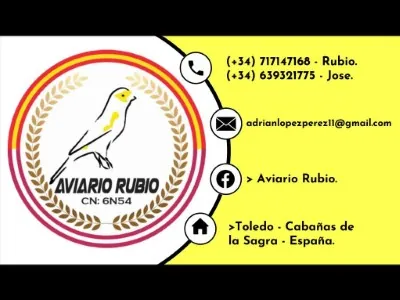 AVIARIO RUBIO
CN: 6N54
(+34) 717147168 - Rubio.
(+34) 639321775 - Jose.
adrianlopezperez11@gmail.com
> Aviario Rubio.
>Toledo - Cabañas de
la Sagra - España.